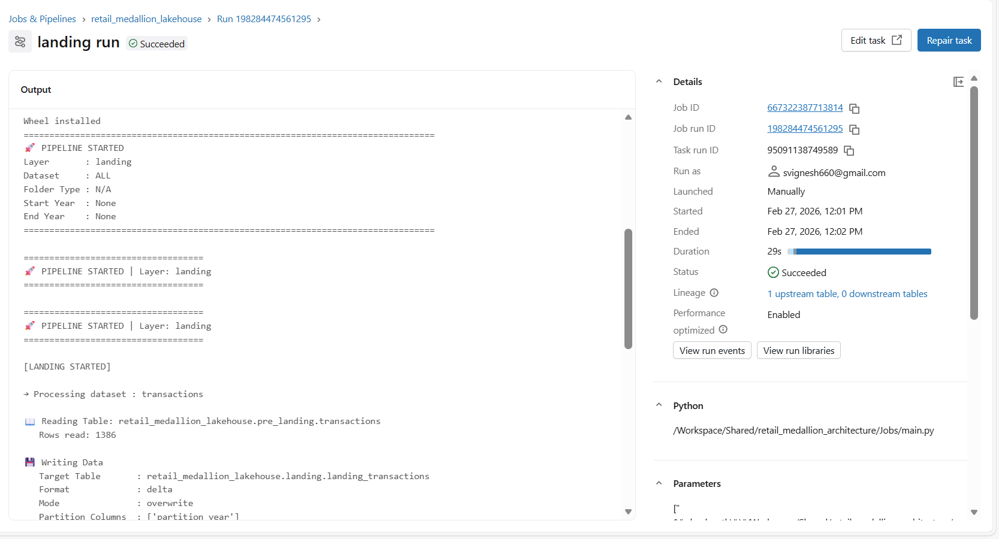 Jobs & Pipelines › retail_medallion_lakehouse › Run 198284474561295 ›
landing run Succeeded
Edit task
Repair task
Output
Wheel installed
================================================================================
🚀 PIPELINE STARTED
Layer : landing
Dataset : ALL
Folder Type : N/A
Start Year : None
End Year : None
================================================================================
===================================
🚀 PIPELINE STARTED | Layer: landing
===================================
===================================
🚀 PIPELINE STARTED | Layer: landing
===================================
[LANDING STARTED]
→ Processing dataset : transactions
📖 Reading Table: retail_medallion_lakehouse.pre_landing.transactions
Rows read: 1386
💾 Writing Data
Target Table : retail_medallion_lakehouse.landing.landing_transactions
Format : delta
Mode : overwrite
Partition Columns : ['partition_year']
Details
Job ID 667322387713814
Job run ID 198284474561295
Task run ID 95091138749589
Run as svignesh660@gmail.com
Launched Manually
Started Feb 27, 2026, 12:01 PM
Ended Feb 27, 2026, 12:02 PM
Duration 29s
Status Succeeded
Lineage 1 upstream table, 0 downstream tables
Performance optimized Enabled
View run events
View run libraries
Python
/Workspace/Shared/retail_medallion_architecture/Jobs/main.py
Parameters
["